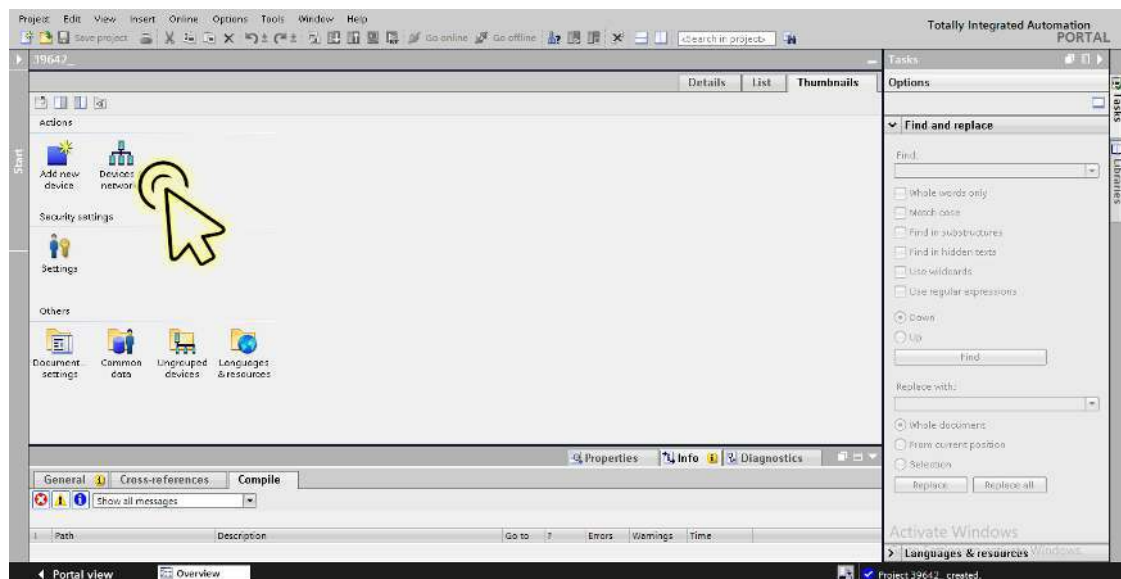 Project Edit View Insert Online Options Tools Window Help
Totally Integrated Automation
PORTAL
Save project Go online Go offline <Search in project>
39642_
Tasks
Details List Thumbnails
Options
Actions
Find and replace
Start
Tasks
Libraries
Add new
device
Devices
Find:
Whole words only
Match case
Security settings
Find in substructures
Find in hidden texts
Settings
Use wildcards
Use regular expressions
Others
Down
Up
Find
Document
settings
Common
data
Ungrouped
devices
Languages
& resources
Replace with:
Whole document
From current position
Selection
Properties Info Diagnostics
General Cross-references Compile
Replace Replace all
Show all messages
Path Description Go to ? Errors Warnings Time
Activate Windows
Languages & resources
Portal view Overview
Project 39642_ created.